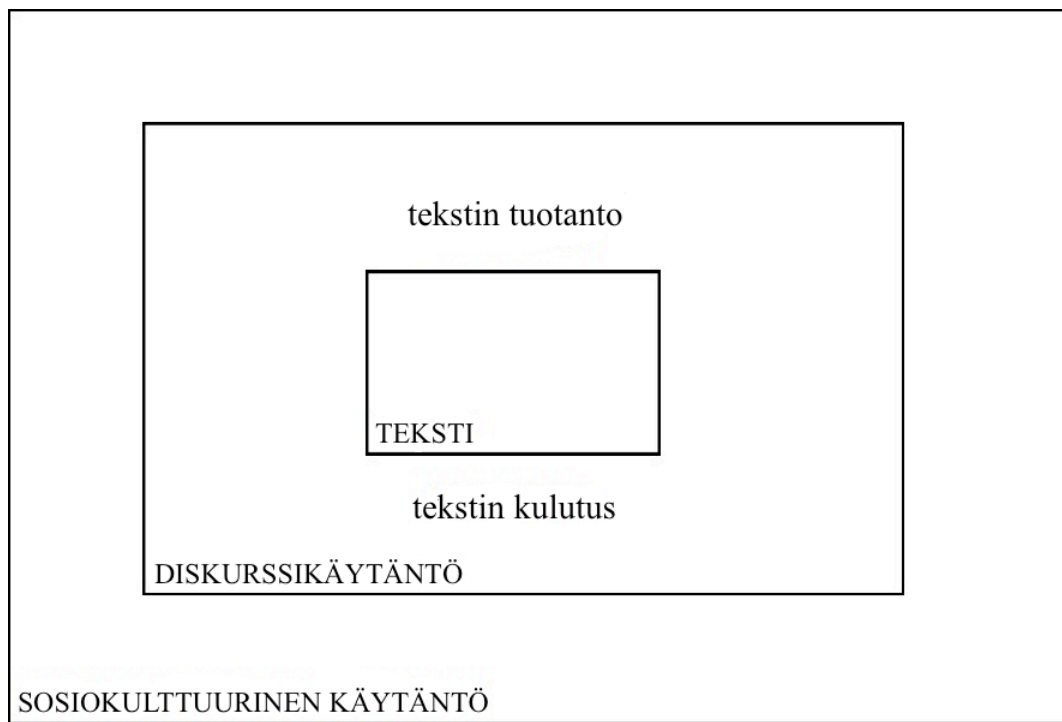 tekstin tuotanto
TEKSTI
tekstin kulutus
DISKURSSIKÄYTÄNTÖ
SOSIOKULTTUURINEN KÄYTÄNTÖ